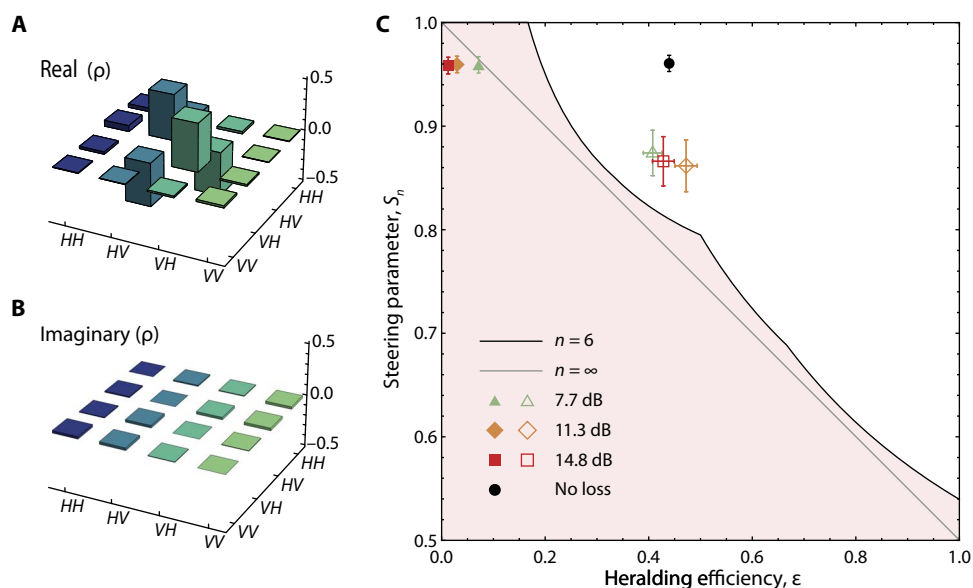 A
Real (ρ)
0.5
0.0
−0.5
HH
HV
VH
VV
HH
HV
VH
VV
B
Imaginary (ρ)
0.5
0.0
−0.5
HH
HV
VH
VV
HH
HV
VH
VV
C
Steering parameter, Sₙ
1.0
0.9
0.8
0.7
0.6
0.5
n = 6
n = ∞
7.7 dB
11.3 dB
14.8 dB
No loss
0.0 0.2 0.4 0.6 0.8 1.0
Heralding efficiency, ε